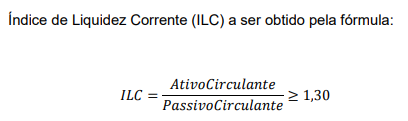 Índice de Liquidez Corrente (ILC) a ser obtido pela fórmula:
ILC = AtivoCirculante / PassivoCirculante ≥ 1,30